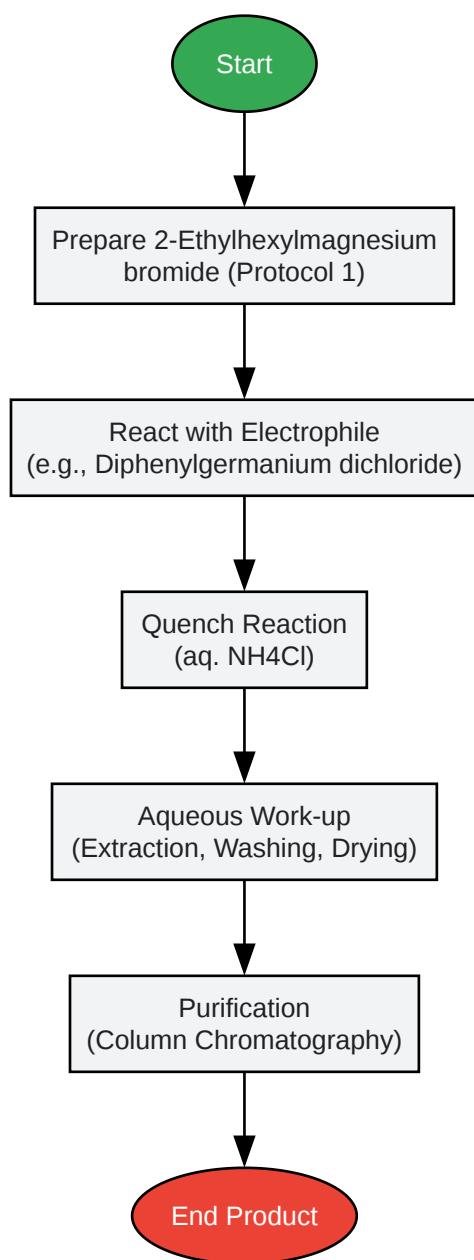 Start
Prepare 2-Ethylhexylmagnesium
bromide (Protocol 1)
React with Electrophile
(e.g., Diphenylgermanium dichloride)
Quench Reaction
(aq. NH4Cl)
Aqueous Work-up
(Extraction, Washing, Drying)
Purification
(Column Chromatography)
End Product